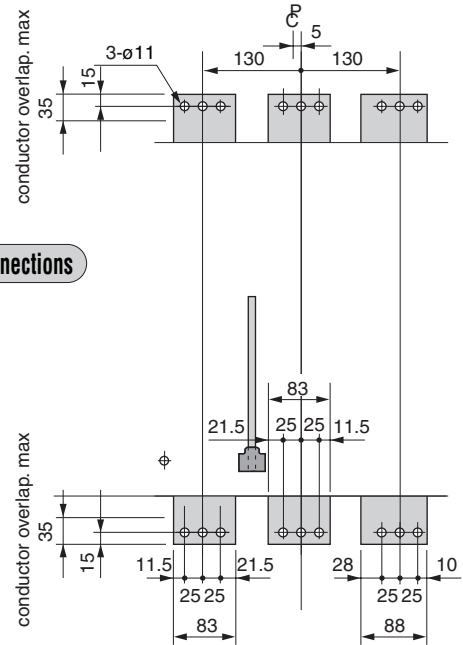 C P
5
130 130
3-ø11
15
35
conductor overlap. max
nections
83
21.5 25 25 11.5
conductor overlap. max
35
15
11.5 21.5 28 10
25 25 25 25
83 88